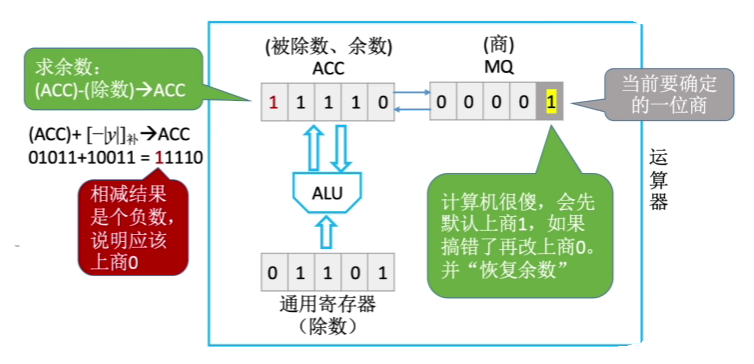 求余数：
(ACC)-(除数)→ACC
(ACC)+ [−|y|]补→ACC
01011+10011 = 11110
相减结果
是个负数，
说明应该
上商0
(被除数、余数)
ACC
1 1 1 1 0
(商)
MQ
0 0 0 0 1
当前要确定
的一位商
ALU
计算机很傻，会先
默认上商1，如果
搞错了再改上商0。
并“恢复余数”
0 1 1 0 1
通用寄存器
（除数）
运
算
器